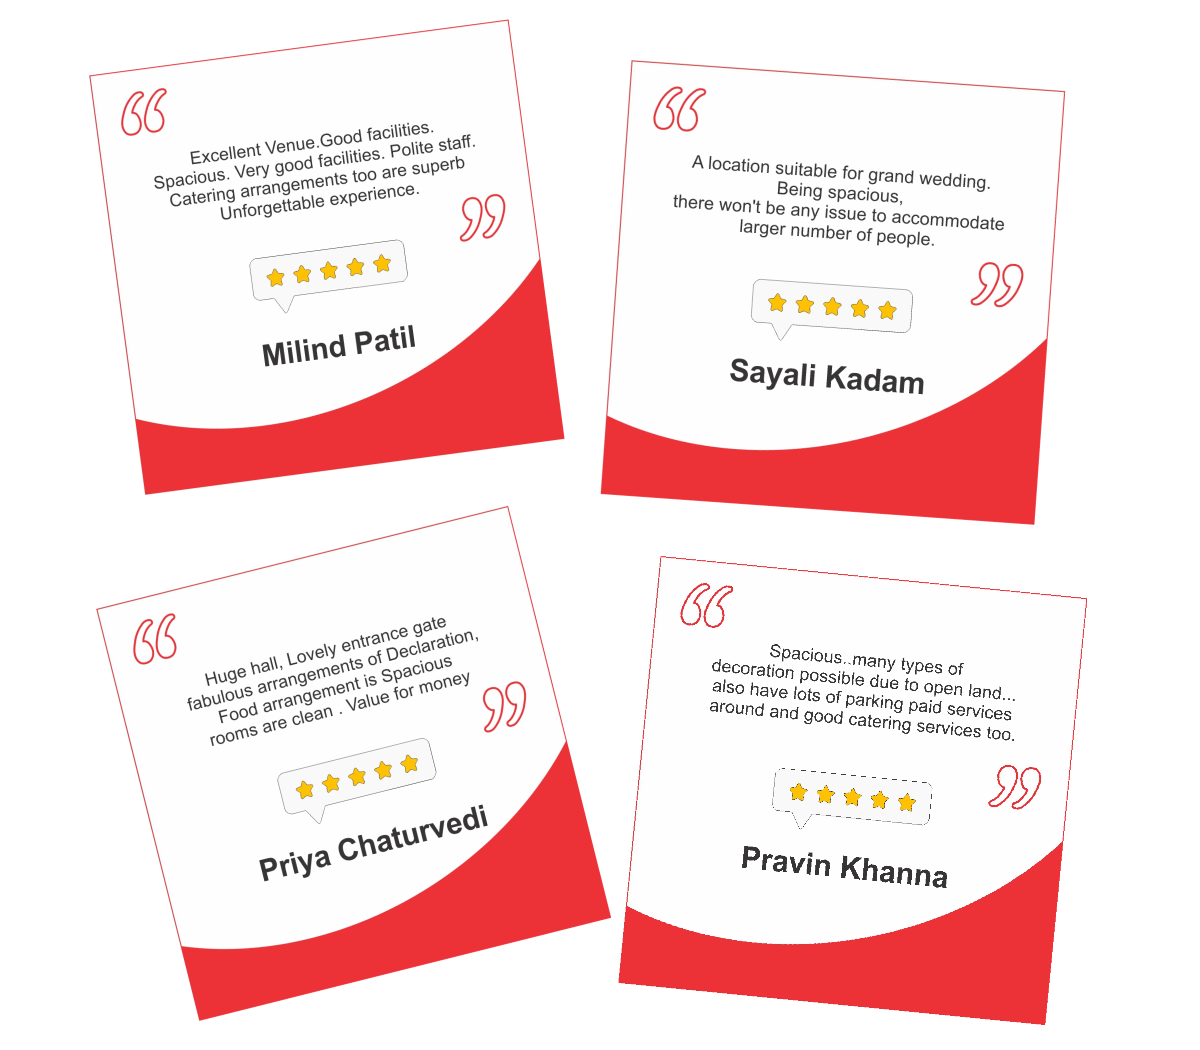 Excellent Venue.Good facilities.
Spacious. Very good facilities. Polite staff.
Catering arrangements too are superb
Unforgettable experience.
Milind Patil
A location suitable for grand wedding.
Being spacious,
there won't be any issue to accommodate
larger number of people.
Sayali Kadam
Huge hall, Lovely entrance gate
fabulous arrangements of Declaration,
Food arrangement is Spacious
rooms are clean . Value for money
Priya Chaturvedi
Spacious..many types of
decoration possible due to open land...
also have lots of parking paid services
around and good catering services too.
Pravin Khanna